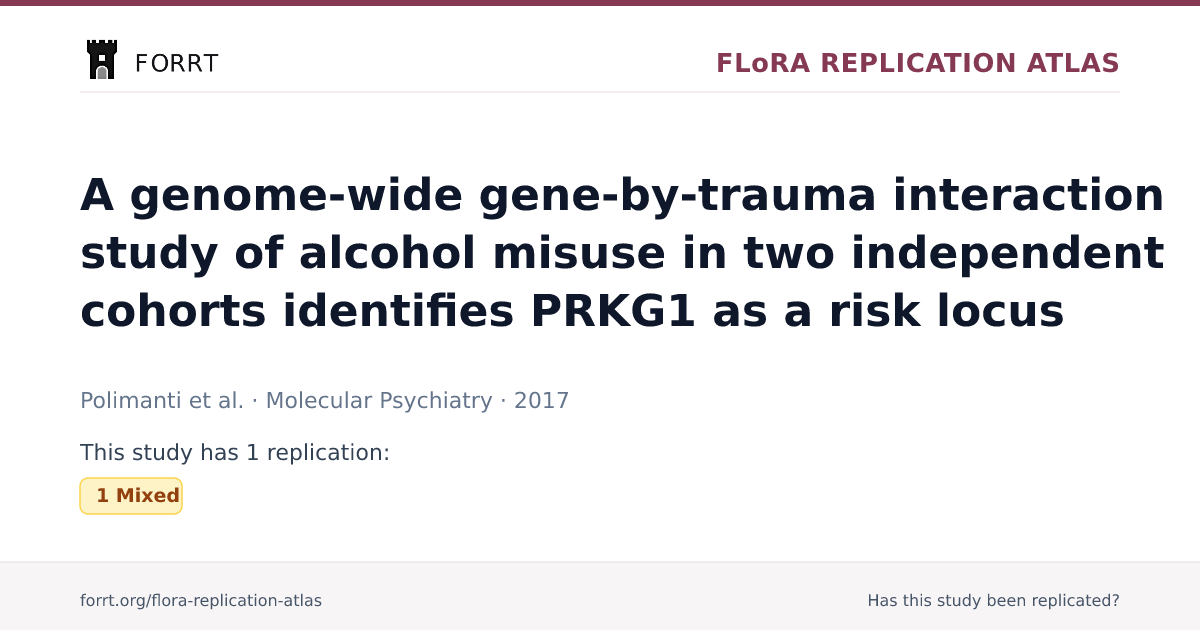 FORRT
FLoRA REPLICATION ATLAS
A genome-wide gene-by-trauma interaction
study of alcohol misuse in two independent
cohorts identifies PRKG1 as a risk locus
Polimanti et al. · Molecular Psychiatry · 2017
This study has 1 replication:
1 Mixed
forrt.org/flora-replication-atlas
Has this study been replicated?